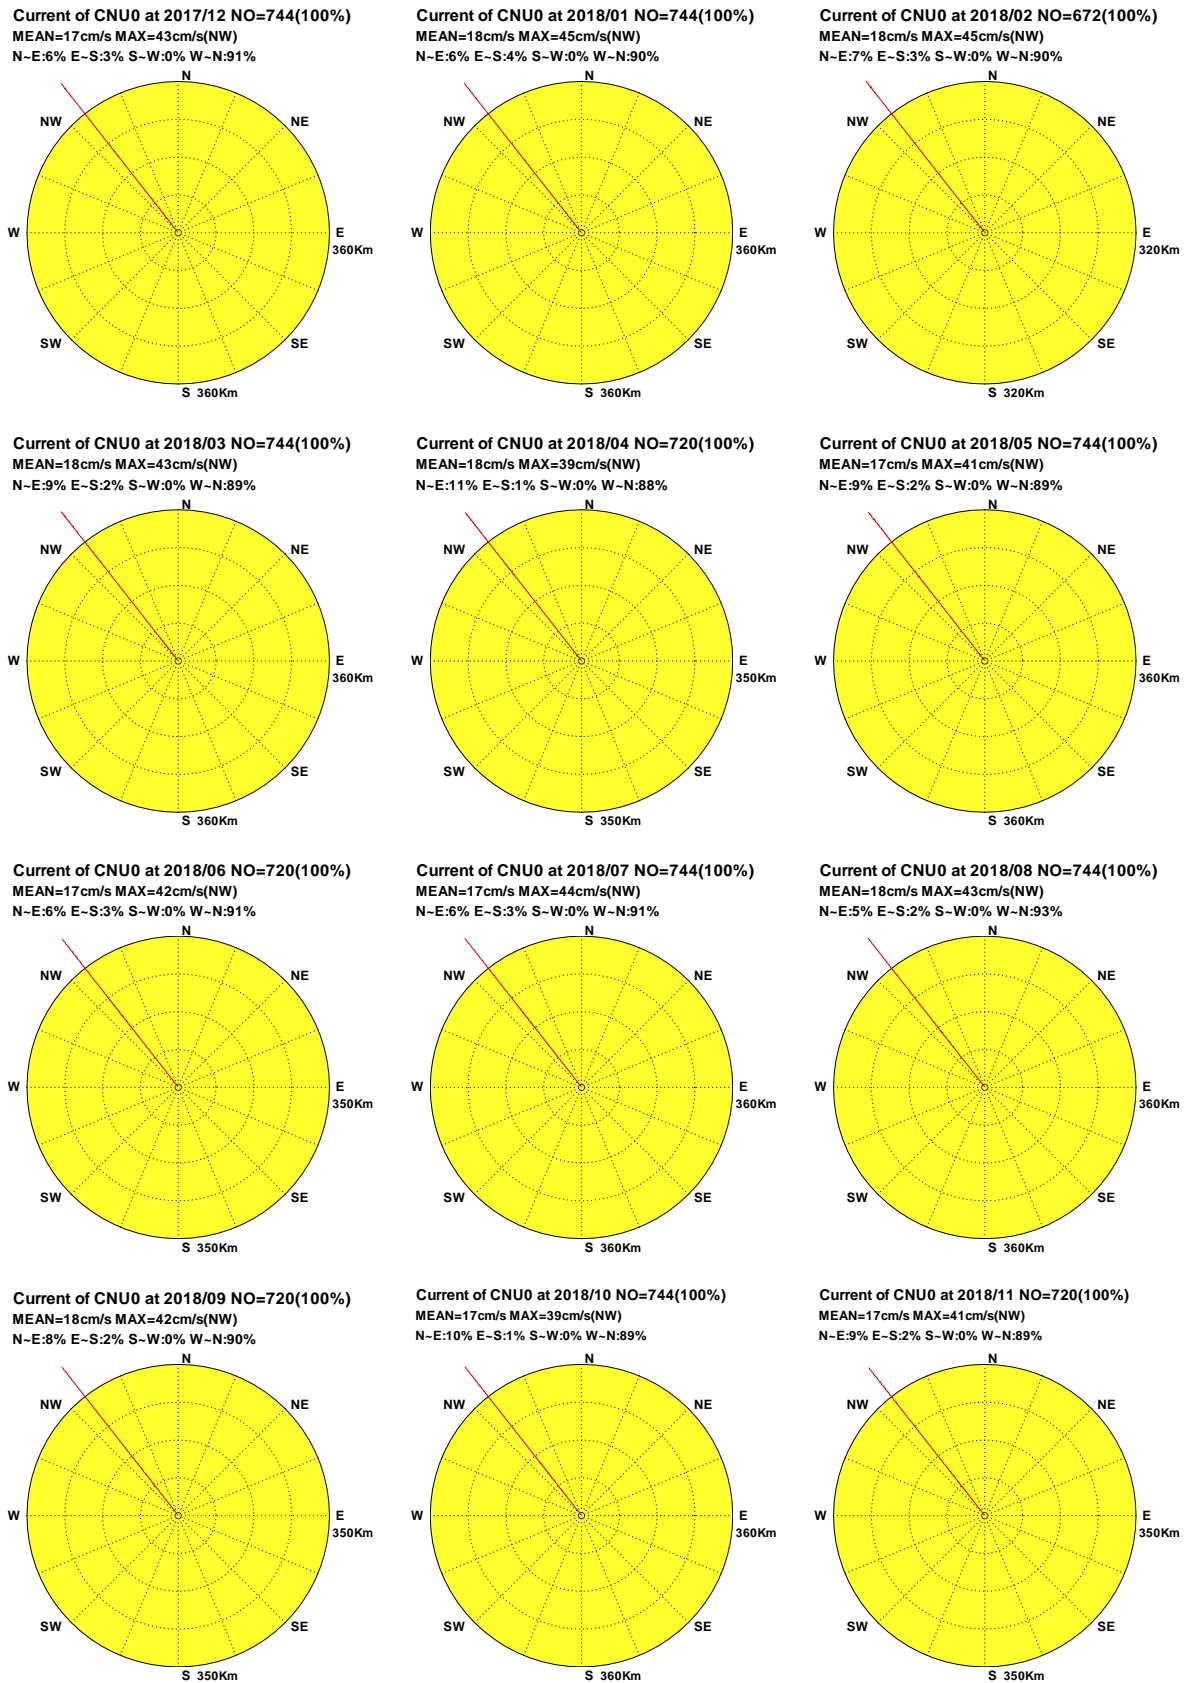 Current of CNU0 at 2017/12 NO=744(100%)
MEAN=17cm/s MAX=43cm/s(NW)
N~E:6% E~S:3% S~W:0% W~N:91%
N
NW
NE
W
E
360Km
SW
SE
S 360Km
Current of CNU0 at 2018/01 NO=744(100%)
MEAN=18cm/s MAX=45cm/s(NW)
N~E:6% E~S:4% S~W:0% W~N:90%
N
NW
NE
W
E
360Km
SW
SE
S 360Km
Current of CNU0 at 2018/02 NO=672(100%)
MEAN=18cm/s MAX=45cm/s(NW)
N~E:7% E~S:3% S~W:0% W~N:90%
N
NW
NE
W
E
320Km
SW
SE
S 320Km
Current of CNU0 at 2018/03 NO=744(100%)
MEAN=18cm/s MAX=43cm/s(NW)
N~E:9% E~S:2% S~W:0% W~N:89%
N
NW
NE
W
E
360Km
SW
SE
S 360Km
Current of CNU0 at 2018/04 NO=720(100%)
MEAN=18cm/s MAX=39cm/s(NW)
N~E:11% E~S:1% S~W:0% W~N:88%
N
NW
NE
W
E
350Km
SW
SE
S 350Km
Current of CNU0 at 2018/05 NO=744(100%)
MEAN=17cm/s MAX=41cm/s(NW)
N~E:9% E~S:2% S~W:0% W~N:89%
N
NW
NE
W
E
360Km
SW
SE
S 360Km
Current of CNU0 at 2018/06 NO=720(100%)
MEAN=17cm/s MAX=42cm/s(NW)
N~E:6% E~S:3% S~W:0% W~N:91%
N
NW
NE
W
E
350Km
SW
SE
S 350Km
Current of CNU0 at 2018/07 NO=744(100%)
MEAN=17cm/s MAX=44cm/s(NW)
N~E:6% E~S:3% S~W:0% W~N:91%
N
NW
NE
W
E
360Km
SW
SE
S 360Km
Current of CNU0 at 2018/08 NO=744(100%)
MEAN=18cm/s MAX=43cm/s(NW)
N~E:5% E~S:2% S~W:0% W~N:93%
N
NW
NE
W
E
360Km
SW
SE
S 360Km
Current of CNU0 at 2018/09 NO=720(100%)
MEAN=18cm/s MAX=42cm/s(NW)
N~E:8% E~S:2% S~W:0% W~N:90%
N
NW
NE
W
E
350Km
SW
SE
S 350Km
Current of CNU0 at 2018/10 NO=744(100%)
MEAN=17cm/s MAX=39cm/s(NW)
N~E:10% E~S:1% S~W:0% W~N:89%
N
NW
NE
W
E
360Km
SW
SE
S 360Km
Current of CNU0 at 2018/11 NO=720(100%)
MEAN=17cm/s MAX=41cm/s(NW)
N~E:9% E~S:2% S~W:0% W~N:89%
N
NW
NE
W
E
350Km
SW
SE
S 350Km